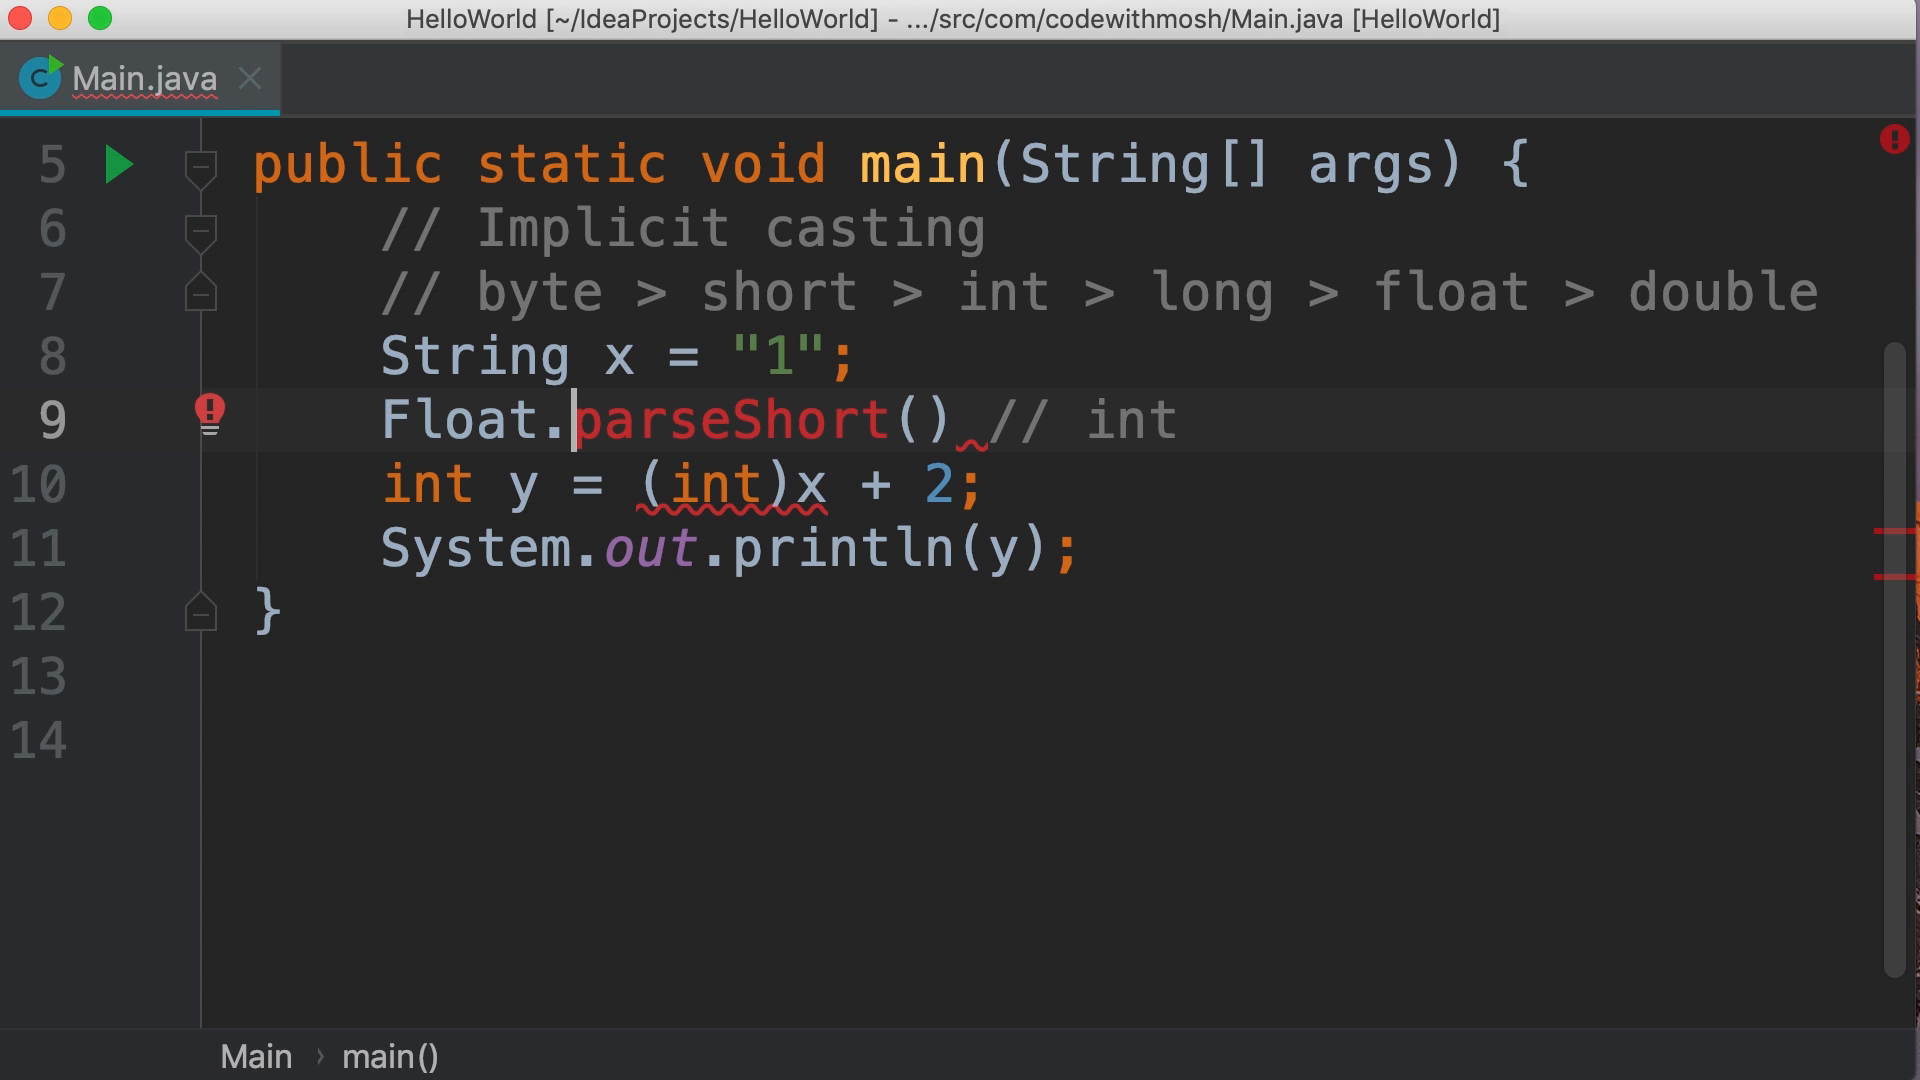 HelloWorld [~/IdeaProjects/HelloWorld] - .../src/com/codewithmosh/Main.java [HelloWorld]
C Main.java
5 public static void main(String[] args) {
6 // Implicit casting
7 // byte > short > int > long > float > double
8 String x = "1";
9 Float.parseShort() // int
10 int y = (int)x + 2;
11 System.out.println(y);
12 }
13
14
Main › main()